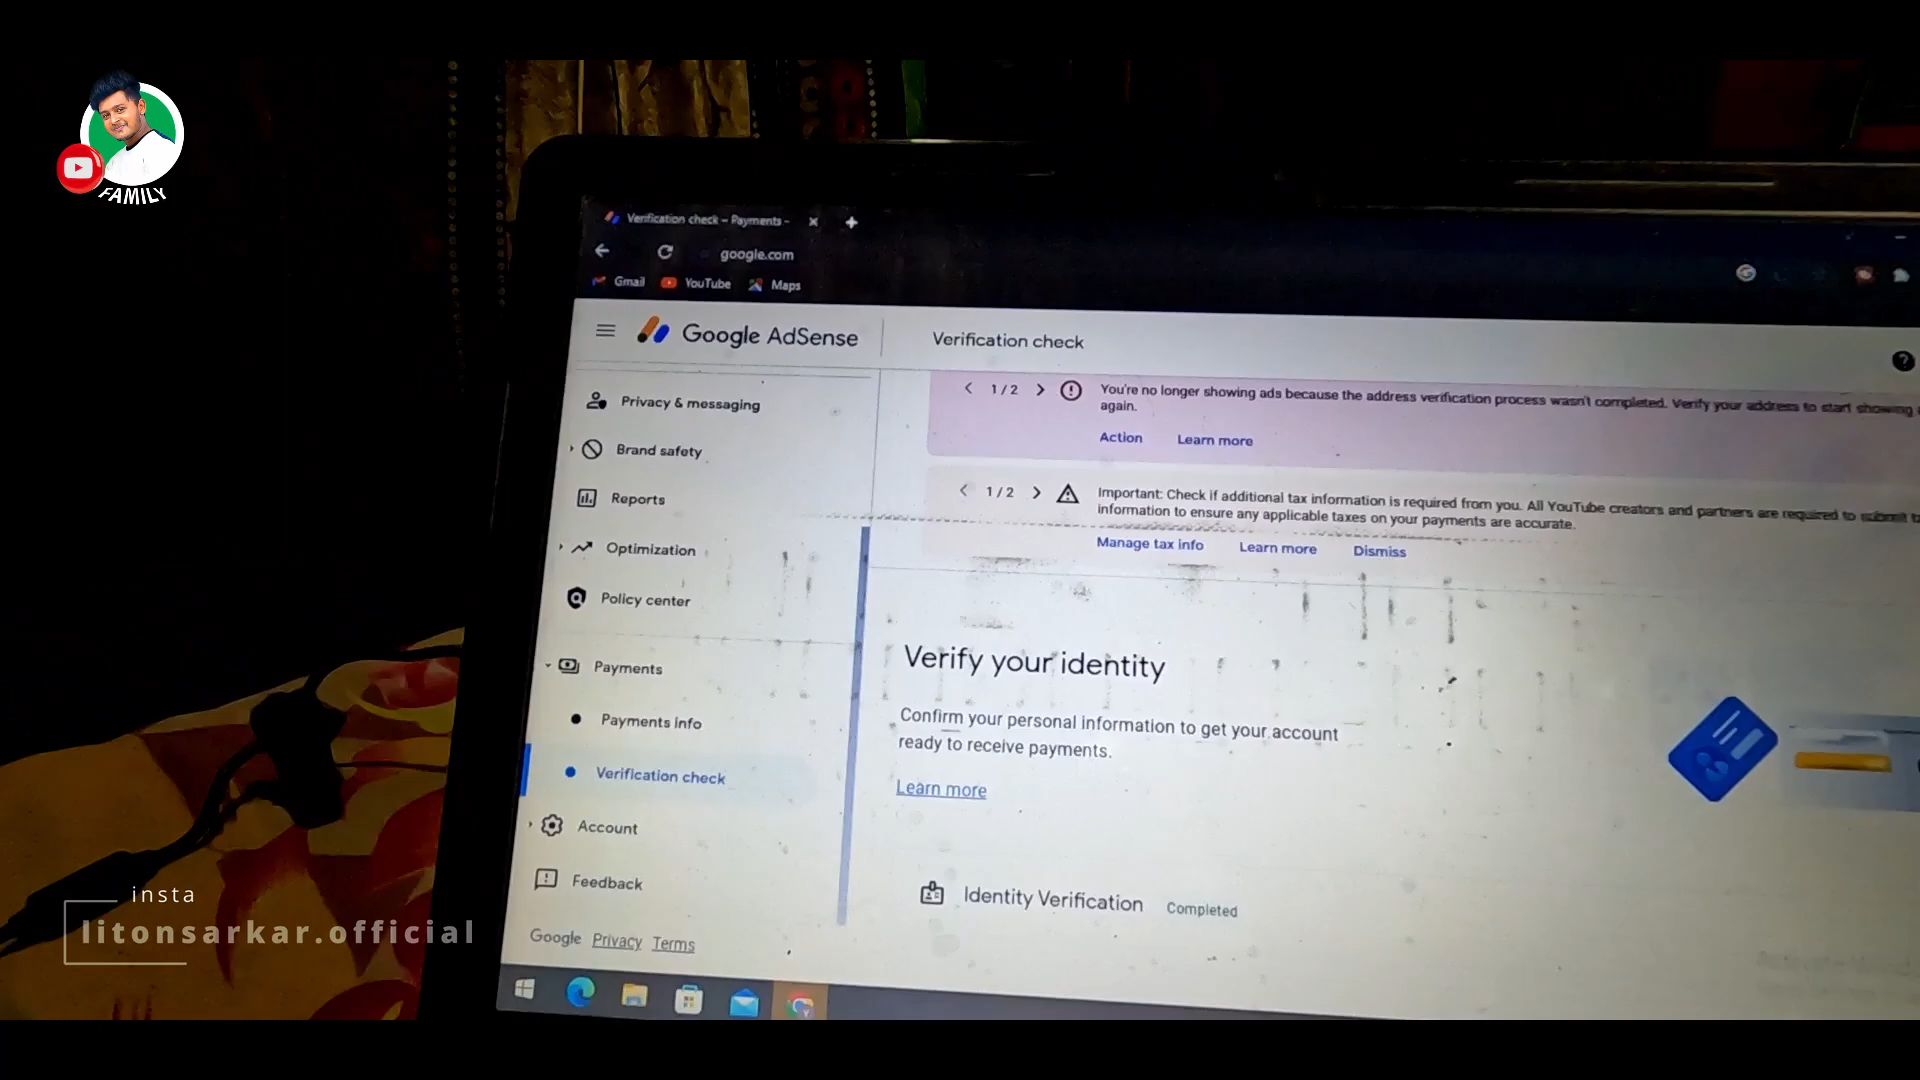 FAMILY
Verification check – Payments –
google.com
Gmail YouTube Maps
Google AdSense
Verification check
Privacy & messaging
Brand safety
Reports
Optimization
Policy center
Payments
Payments info
Verification check
Account
Feedback
Google Privacy Terms
1 / 2
You're no longer showing ads because the address verification process wasn't completed. Verify your address to start showing
again.
Action Learn more
1 / 2
Important: Check if additional tax information is required from you. All YouTube creators and partners are required to submit
information to ensure any applicable taxes on your payments are accurate.
Manage tax info Learn more Dismiss
Verify your identity
Confirm your personal information to get your account
ready to receive payments.
Learn more
Identity Verification Completed
insta
litonsarkar.official